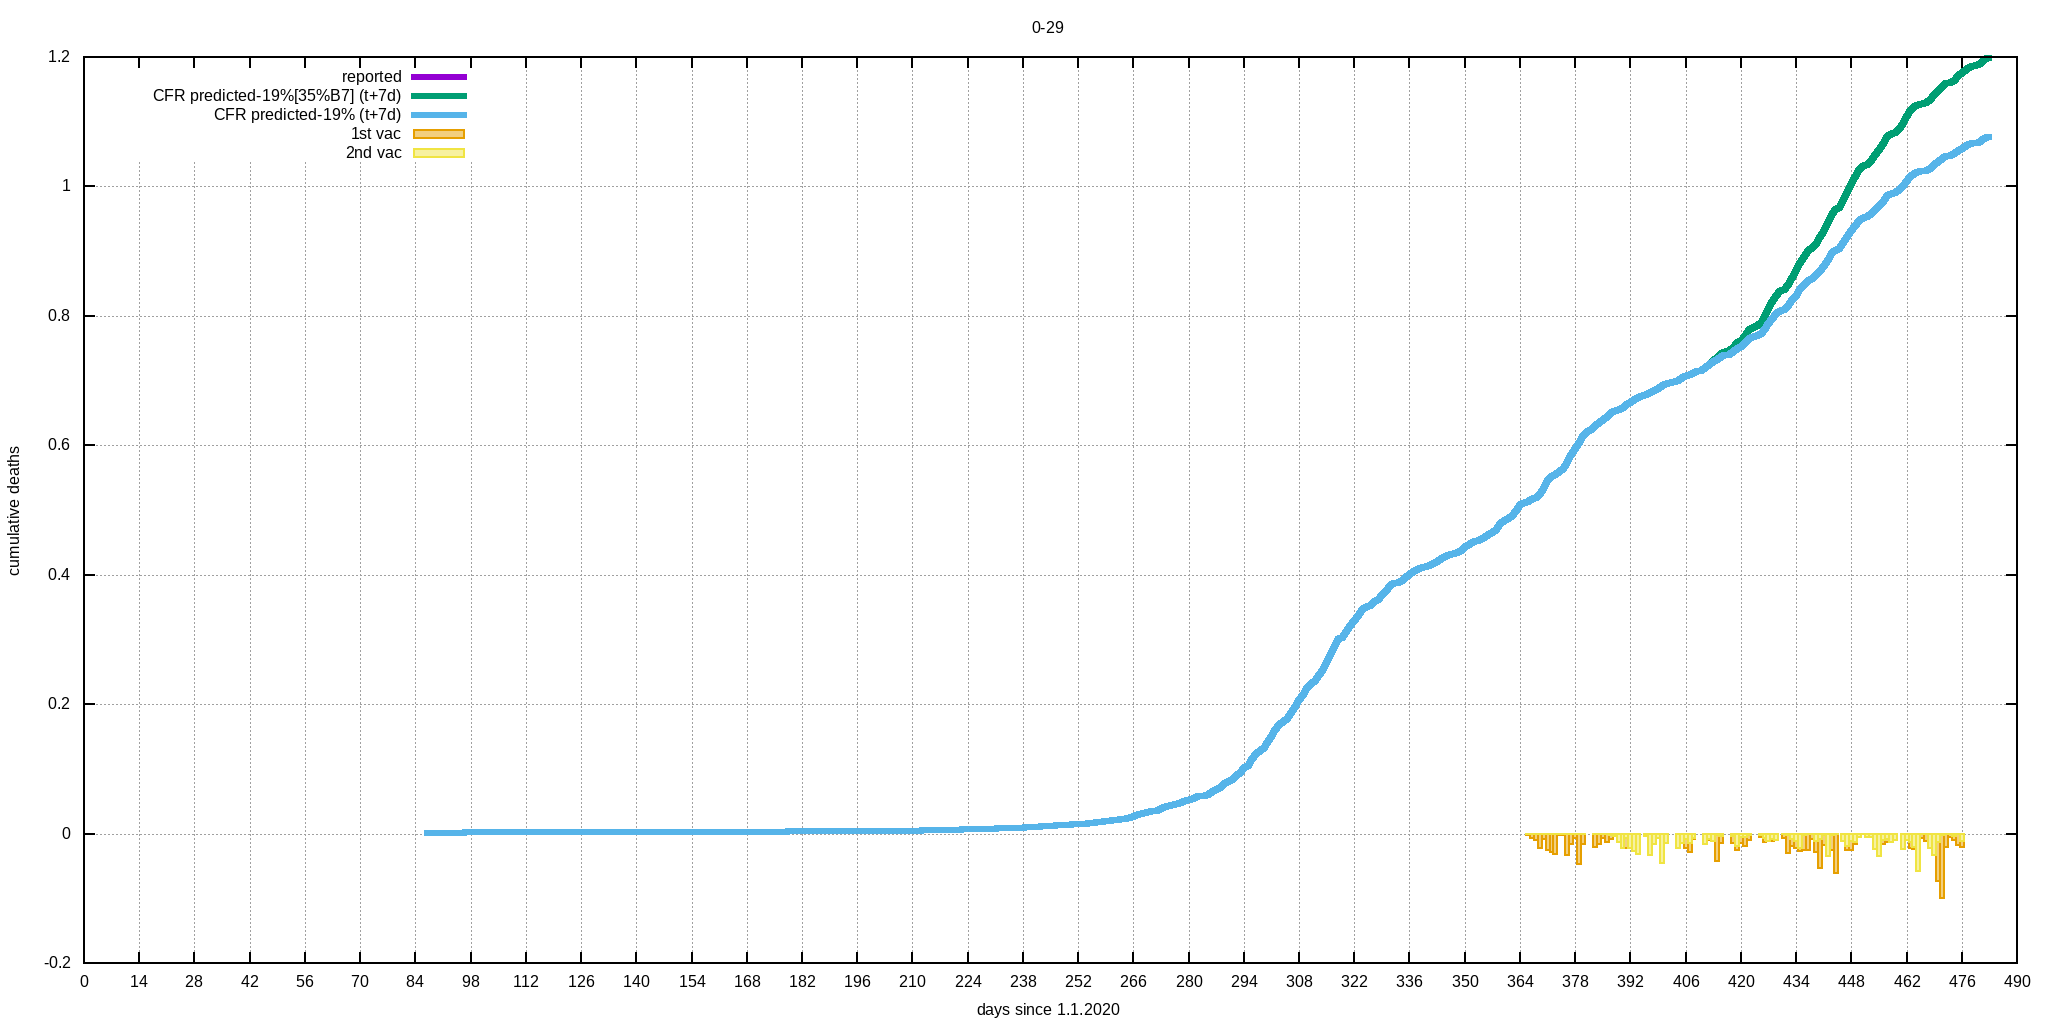 0-29
reported
CFR predicted-19%[35%B7] (t+7d)
CFR predicted-19% (t+7d)
1st vac
2nd vac
1.2
1
0.8
0.6
0.4
0.2
0
-0.2
cumulative deaths
0 14 28 42 56 70 84 98 112 126 140 154 168 182 196 210 224 238 252 266 280 294 308 322 336 350 364 378 392 406 420 434 448 462 476 490
days since 1.1.2020